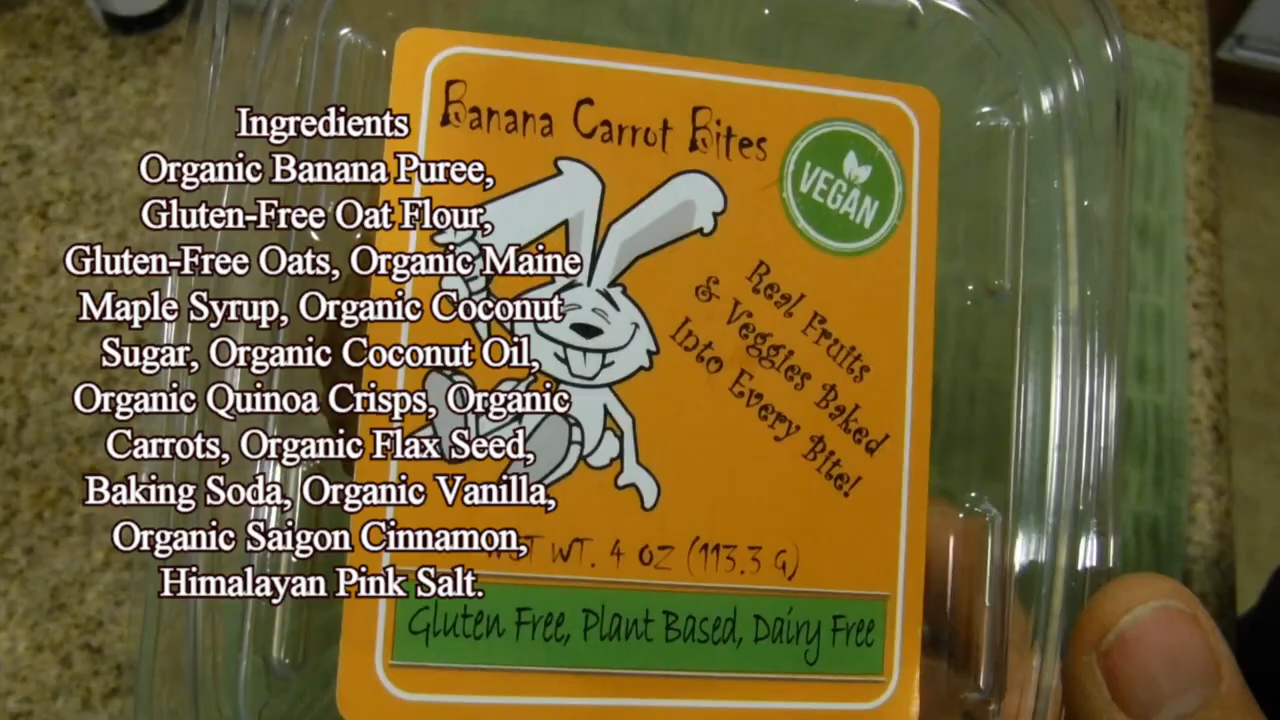 Ingredients
Organic Banana Puree,
Gluten-Free Oat Flour,
Gluten-Free Oats, Organic Maine
Maple Syrup, Organic Coconut
Sugar, Organic Coconut Oil,
Organic Quinoa Crisps, Organic
Carrots, Organic Flax Seed,
Baking Soda, Organic Vanilla,
Organic Saigon Cinnamon,
Himalayan Pink Salt.
Banana Carrot Bites
VEGAN
Real Fruits
& Veggies Baked
Into Every Bite!
WT. 4 OZ (113.3 G)
Gluten Free, Plant Based, Dairy Free